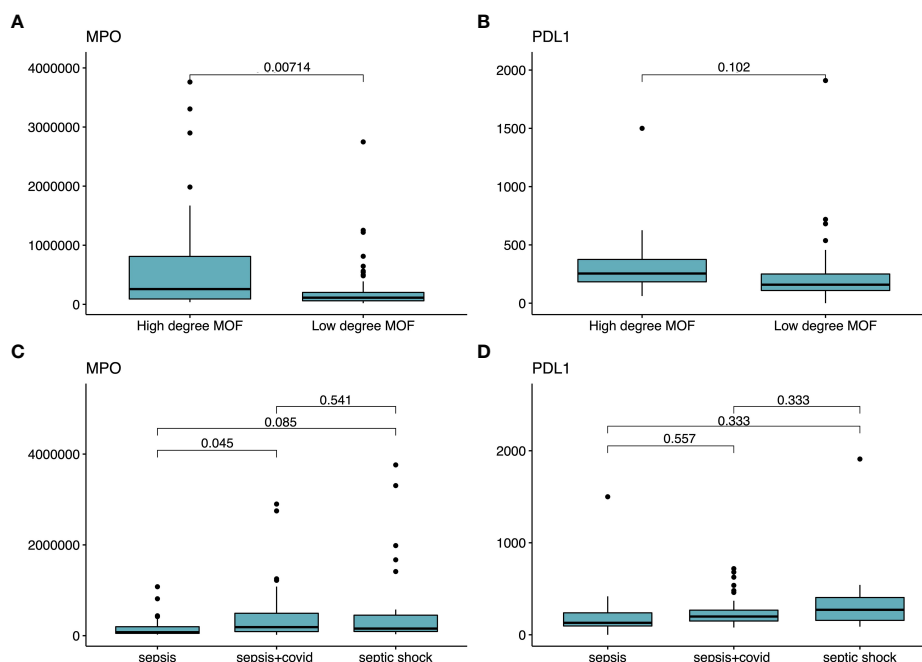 A
MPO
4000000
3000000
2000000
1000000
0
0.00714
High degree MOF Low degree MOF
B
PDL1
2000
1500
1000
500
0
0.102
High degree MOF Low degree MOF
C
MPO
4000000
2000000
0
0.541
0.085
0.045
sepsis sepsis+covid septic shock
D
PDL1
2000
1000
0
0.333
0.333
0.557
sepsis sepsis+covid septic shock